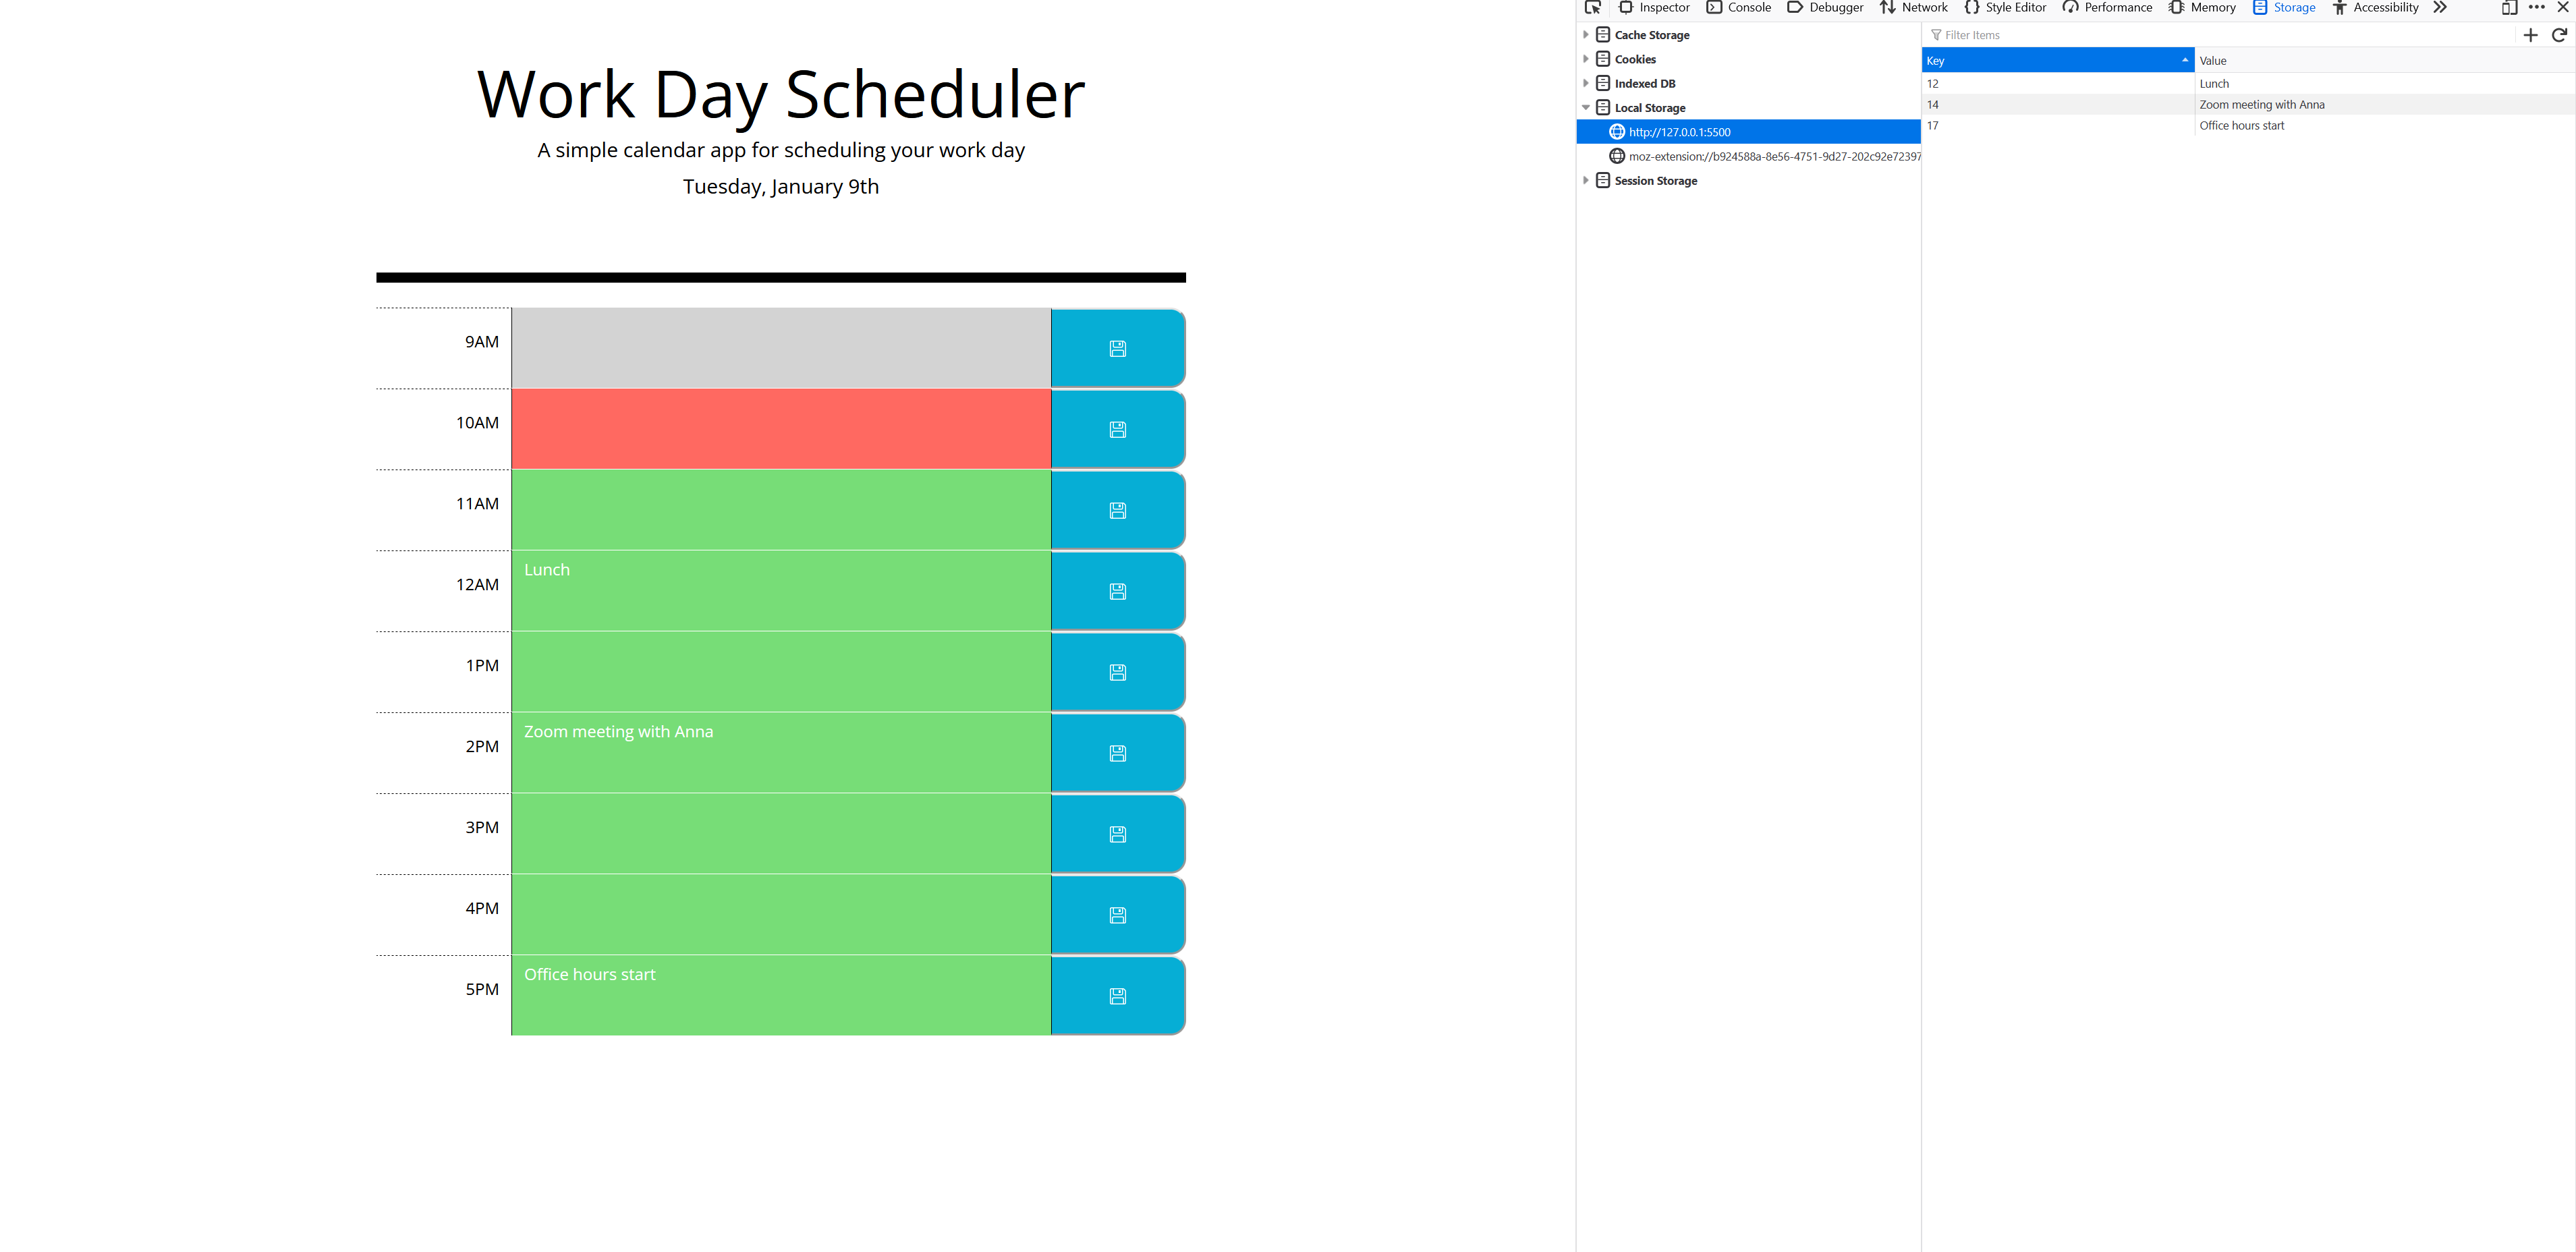 Work Day Scheduler
A simple calendar app for scheduling your work day
Tuesday, January 9th
9AM
10AM
11AM
12AM Lunch
1PM
2PM Zoom meeting with Anna
3PM
4PM
5PM Office hours start
Inspector Console Debugger Network Style Editor Performance Memory Storage Accessibility
Cache Storage
Cookies
Indexed DB
Local Storage
http://127.0.0.1:5500
moz-extension://b924588a-8e56-4751-9d27-202c92e72397
Session Storage
Filter Items
Key Value
12 Lunch
14 Zoom meeting with Anna
17 Office hours start